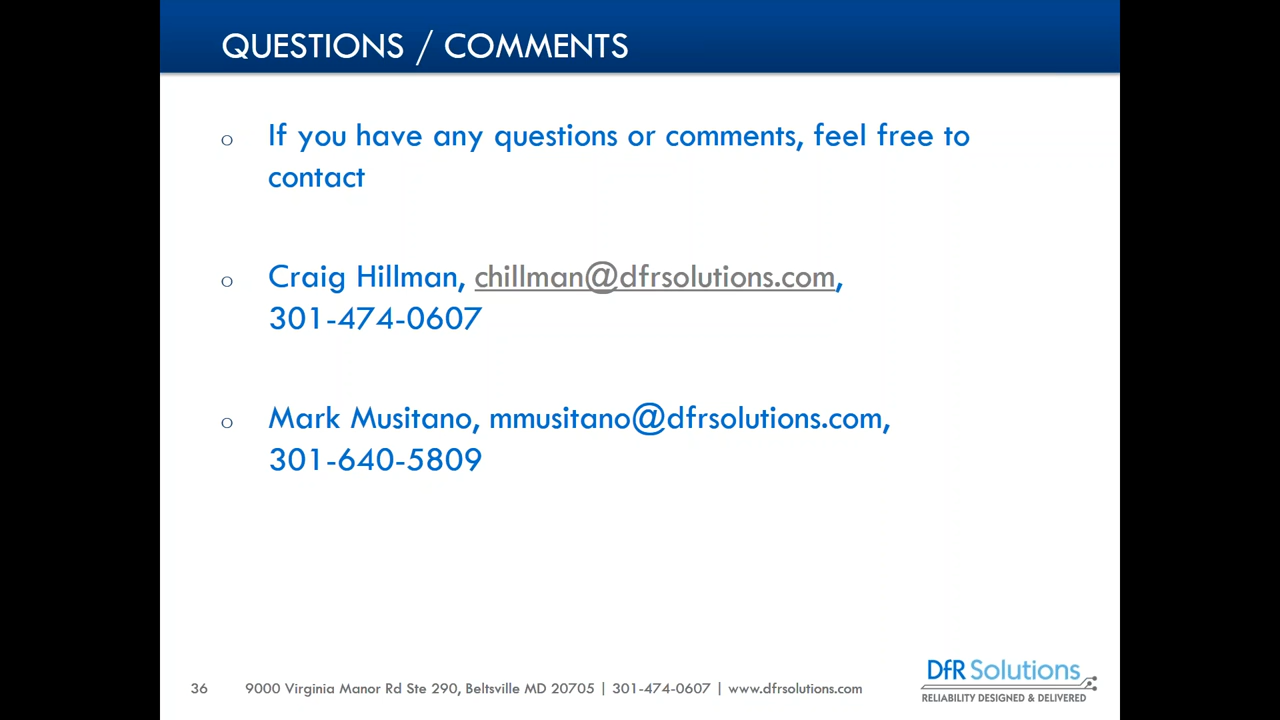 QUESTIONS / COMMENTS
o If you have any questions or comments, feel free to
contact
o Craig Hillman, chillman@dfrsolutions.com,
301-474-0607
o Mark Musitano, mmusitano@dfrsolutions.com,
301-640-5809
36 9000 Virginia Manor Rd Ste 290, Beltsville MD 20705 | 301-474-0607 | www.dfrsolutions.com
DfR Solutions
RELIABILITY DESIGNED & DELIVERED